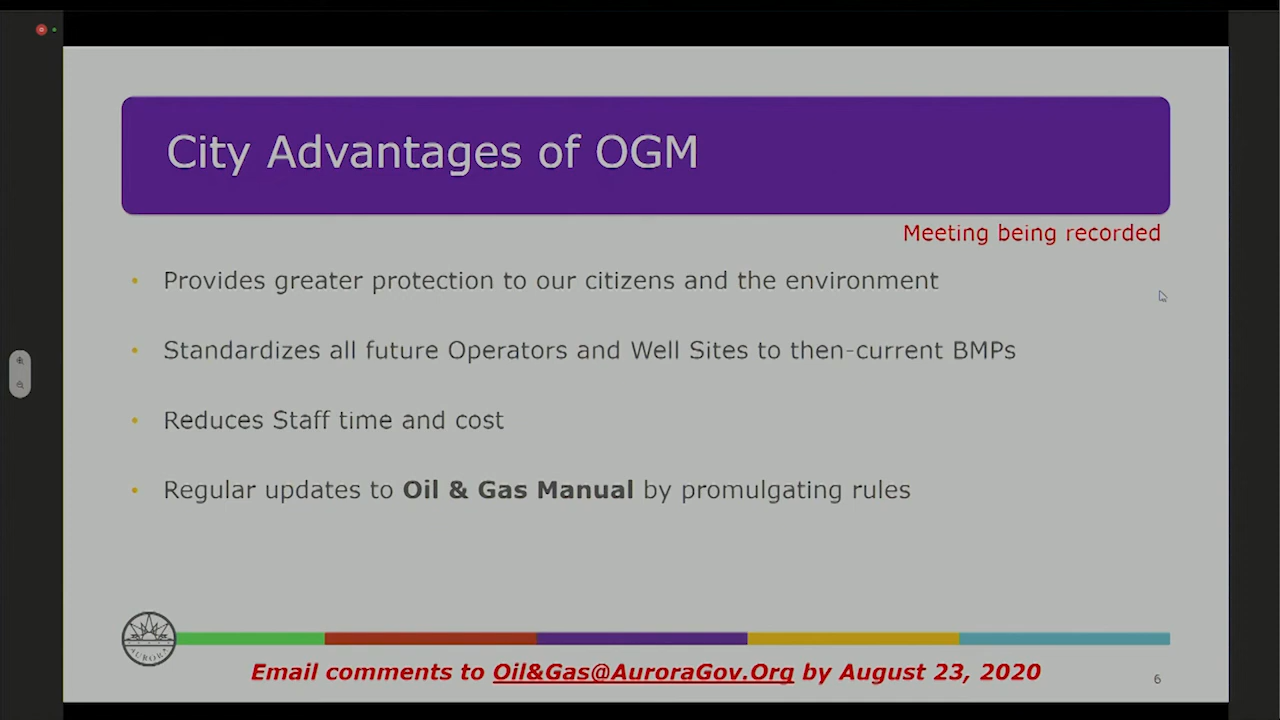 City Advantages of OGM
Meeting being recorded
• Provides greater protection to our citizens and the environment
• Standardizes all future Operators and Well Sites to then-current BMPs
• Reduces Staff time and cost
• Regular updates to Oil & Gas Manual by promulgating rules
AURORA
Email comments to Oil&Gas@AuroraGov.Org by August 23, 2020
6